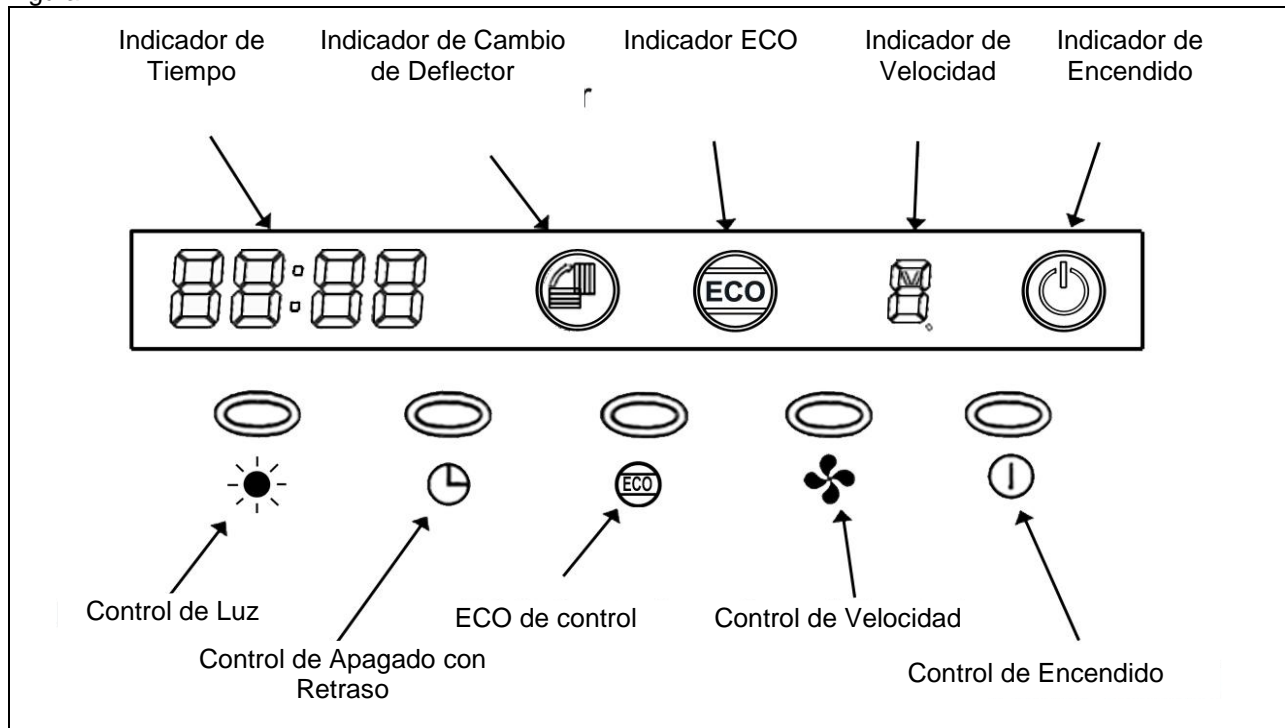 Indicador de
Tiempo
Indicador de Cambio
de Deflector
Indicador ECO
Indicador de
Velocidad
Indicador de
Encendido
r
88:88
ECO
8.
ECO
Control de Luz
Control de Apagado con
Retraso
ECO de control
Control de Velocidad
Control de Encendido